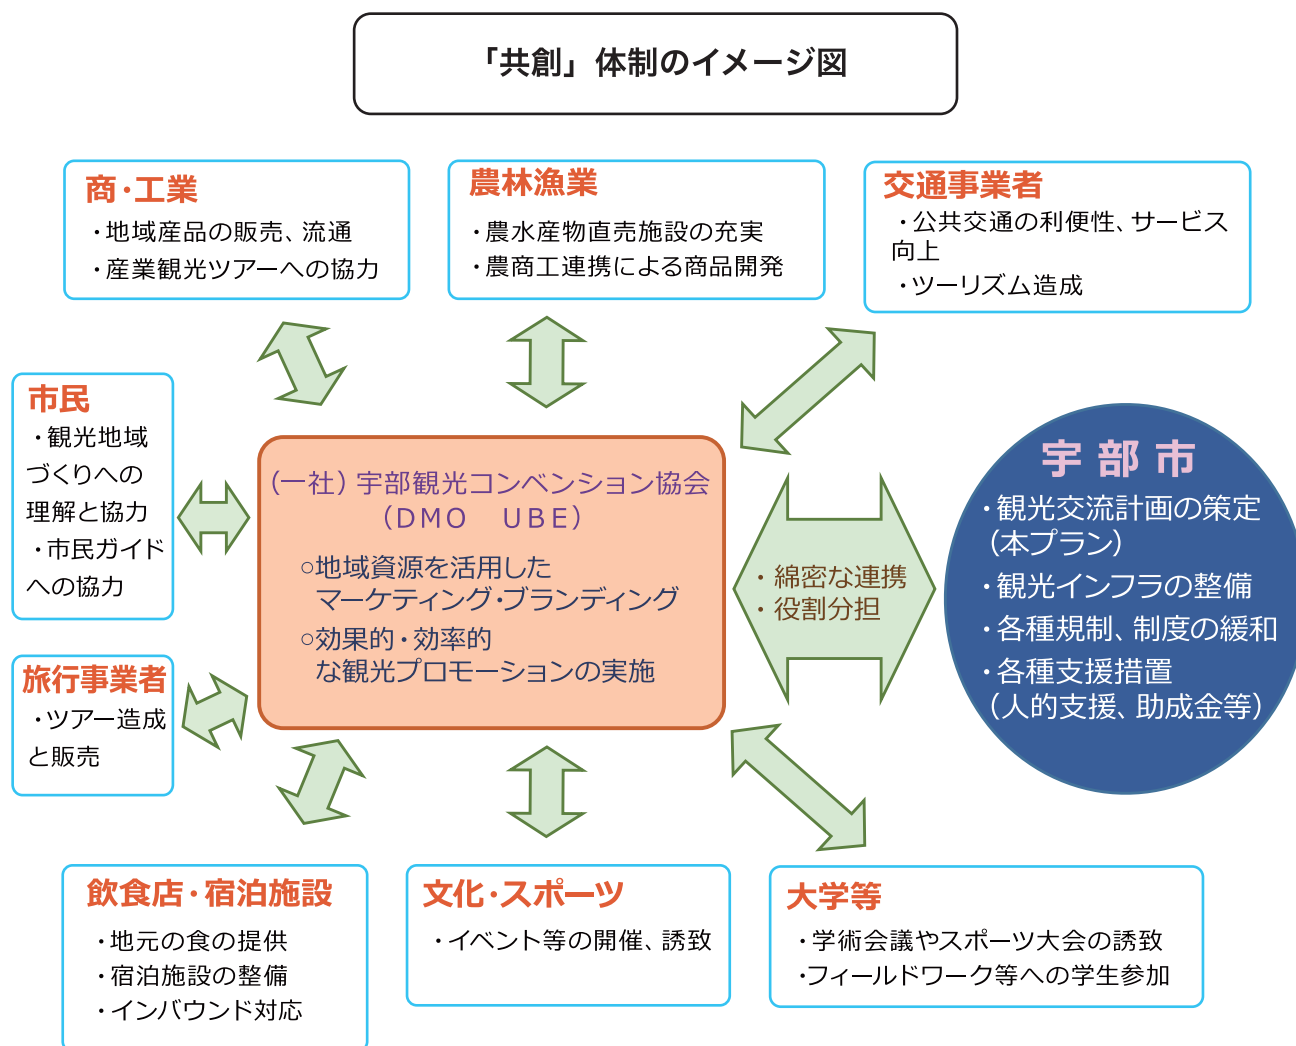 「共創」体制のイメージ図
商・工業
・地域産品の販売、流通
・産業観光ツアーへの協力
農林漁業
・農水産物直売施設の充実
・農商工連携による商品開発
交通事業者
・公共交通の利便性、サービス
向上
・ツーリズム造成
市民
・観光地域
づくりへの
理解と協力
・市民ガイド
への協力
(一社)宇部観光コンベンション協会
(DMO UBE)
○地域資源を活用した
マーケティング・ブランディング
○効果的・効率的
な観光プロモーションの実施
・綿密な連携
・役割分担
宇部市
・観光交流計画の策定
(本プラン)
・観光インフラの整備
・各種規制、制度の緩和
・各種支援措置
(人的支援、助成金等)
旅行事業者
・ツアー造成
と販売
飲食店・宿泊施設
・地元の食の提供
・宿泊施設の整備
・インバウンド対応
文化・スポーツ
・イベント等の開催、誘致
大学等
・学術会議やスポーツ大会の誘致
・フィールドワーク等への学生参加